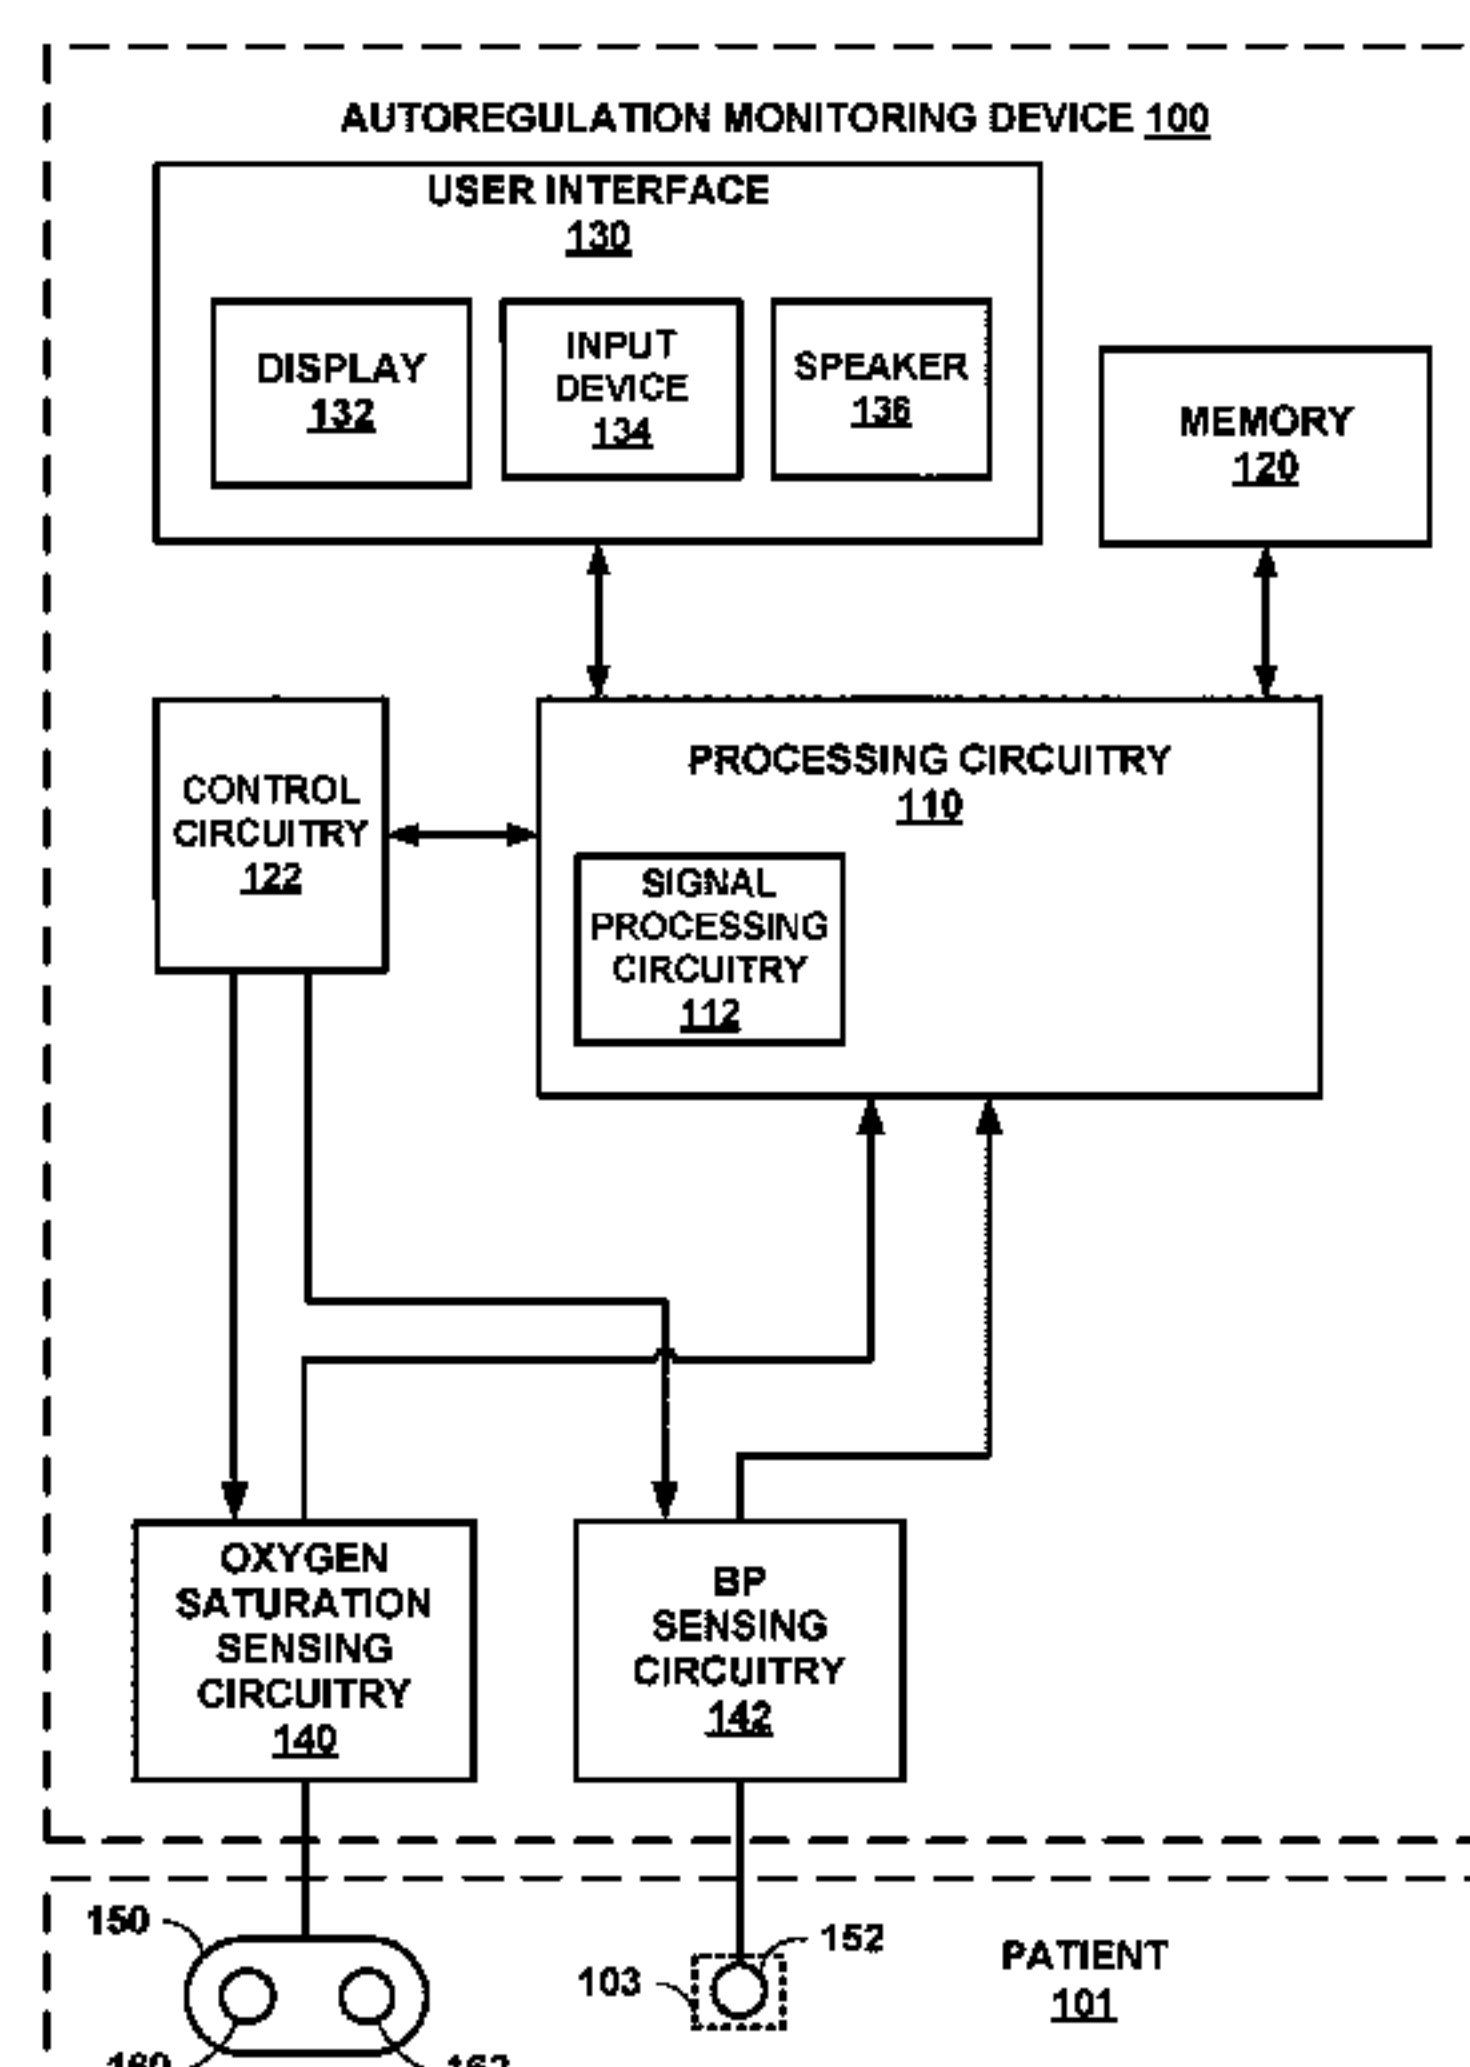 AUTOREGULATION MONITORING DEVICE 100
USER INTERFACE
130
DISPLAY
132
INPUT
DEVICE
134
SPEAKER
136
MEMORY
120
CONTROL
CIRCUITRY
122
PROCESSING CIRCUITRY
110
SIGNAL
PROCESSING
CIRCUITRY
112
OXYGEN
SATURATION
SENSING
CIRCUITRY
140
BP
SENSING
CIRCUITRY
142
150
103
152
PATIENT
101